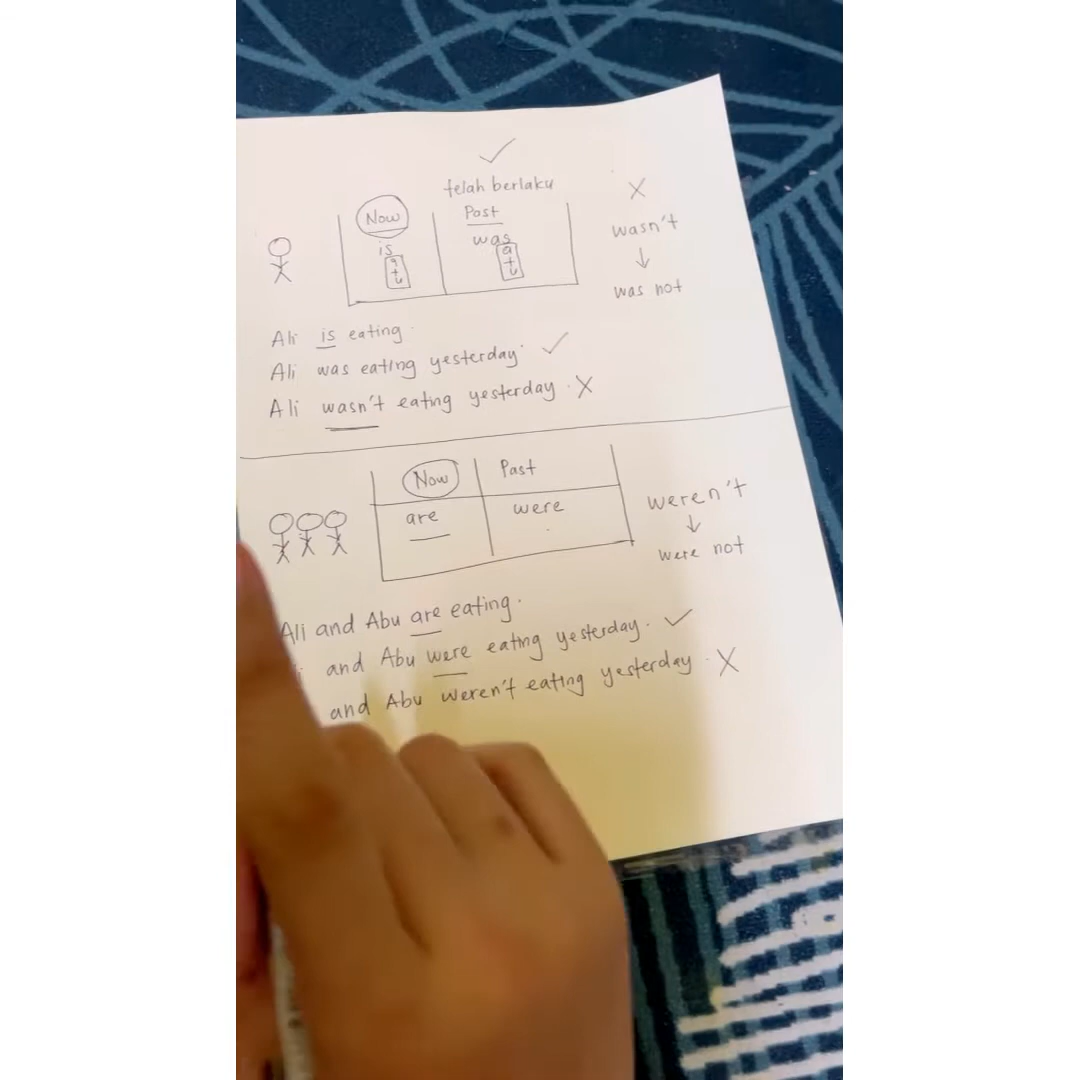 ✓
telah berlaku
Now Past X
is was wasn't
atu atu ↓
was not
Ali is eating.
Ali was eating yesterday. ✓
Ali wasn't eating yesterday. X
Now Past
are were weren't
↓
were not
Ali and Abu are eating.
and Abu were eating yesterday. ✓
and Abu weren't eating yesterday. X